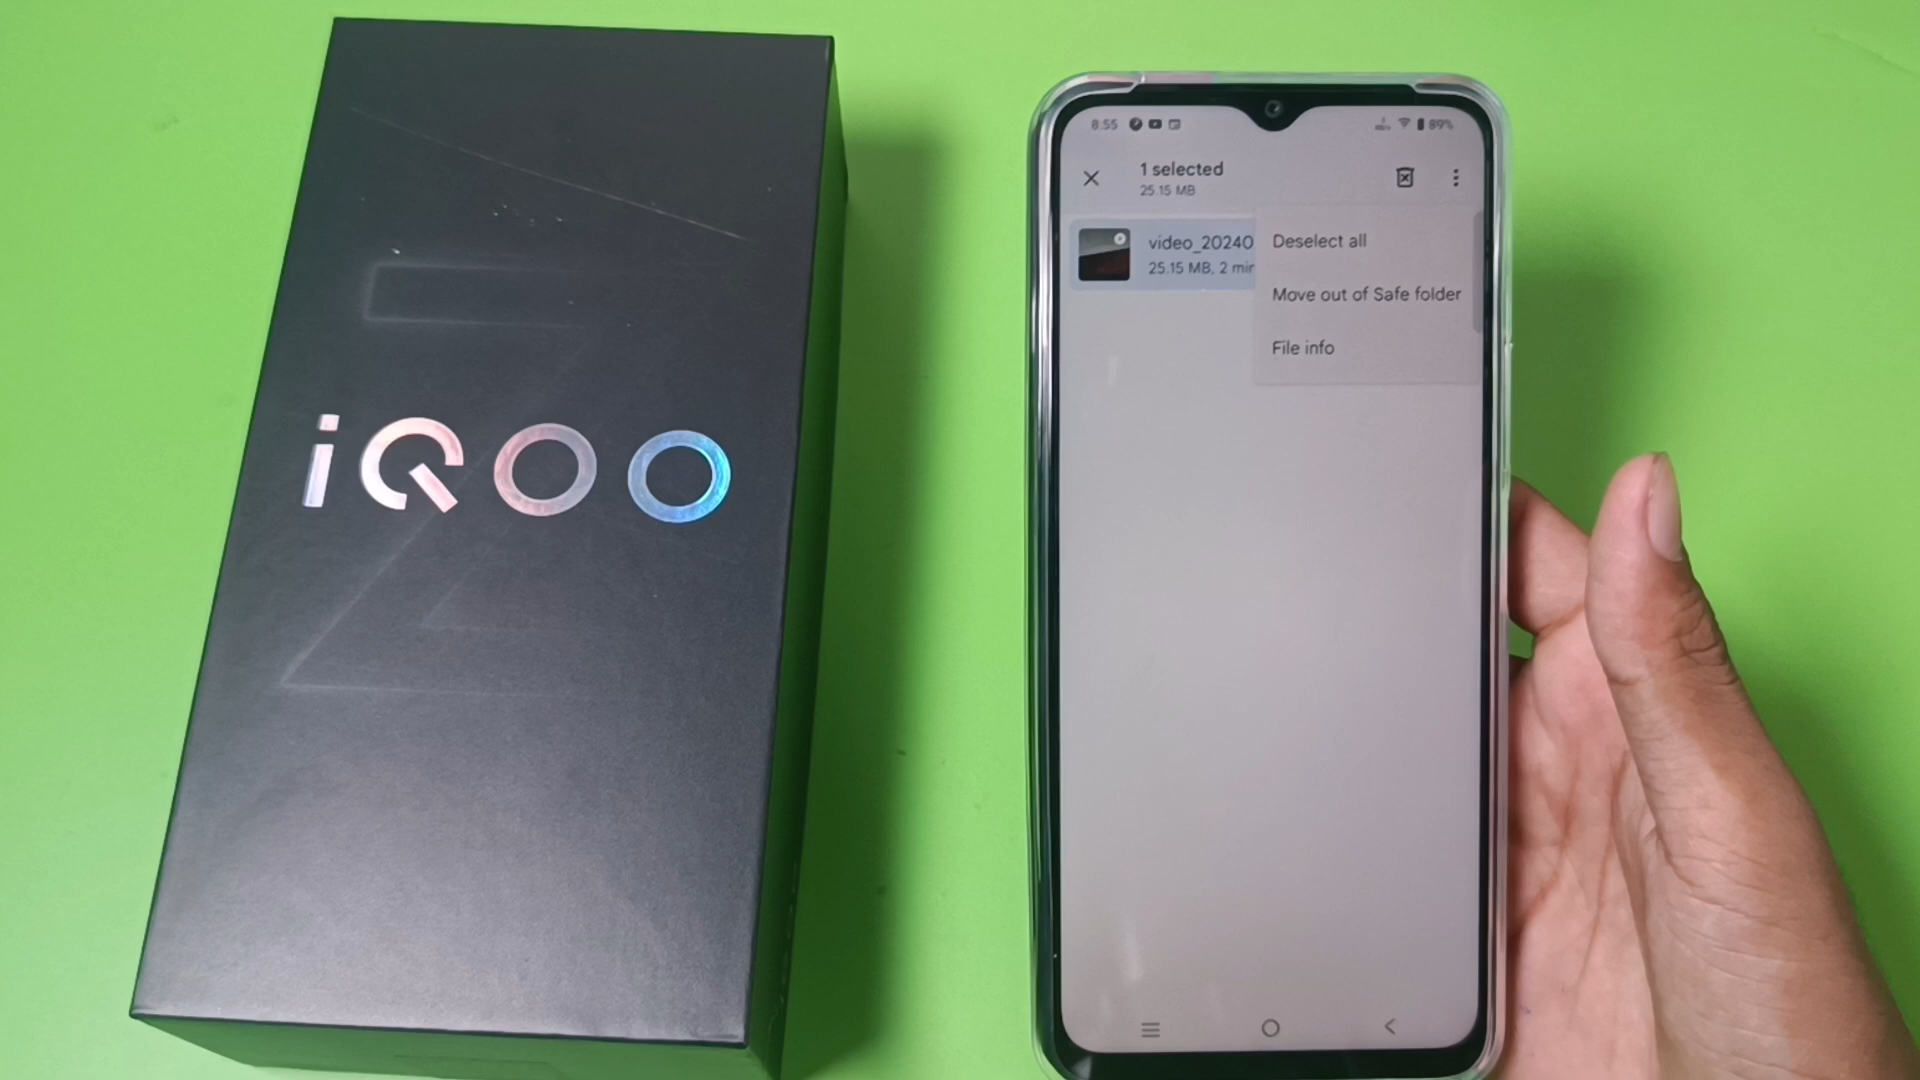 iQOO
8:55
89%
1 selected
25.15 MB
video_20240
25.15 MB, 2 min
Deselect all
Move out of Safe folder
File info